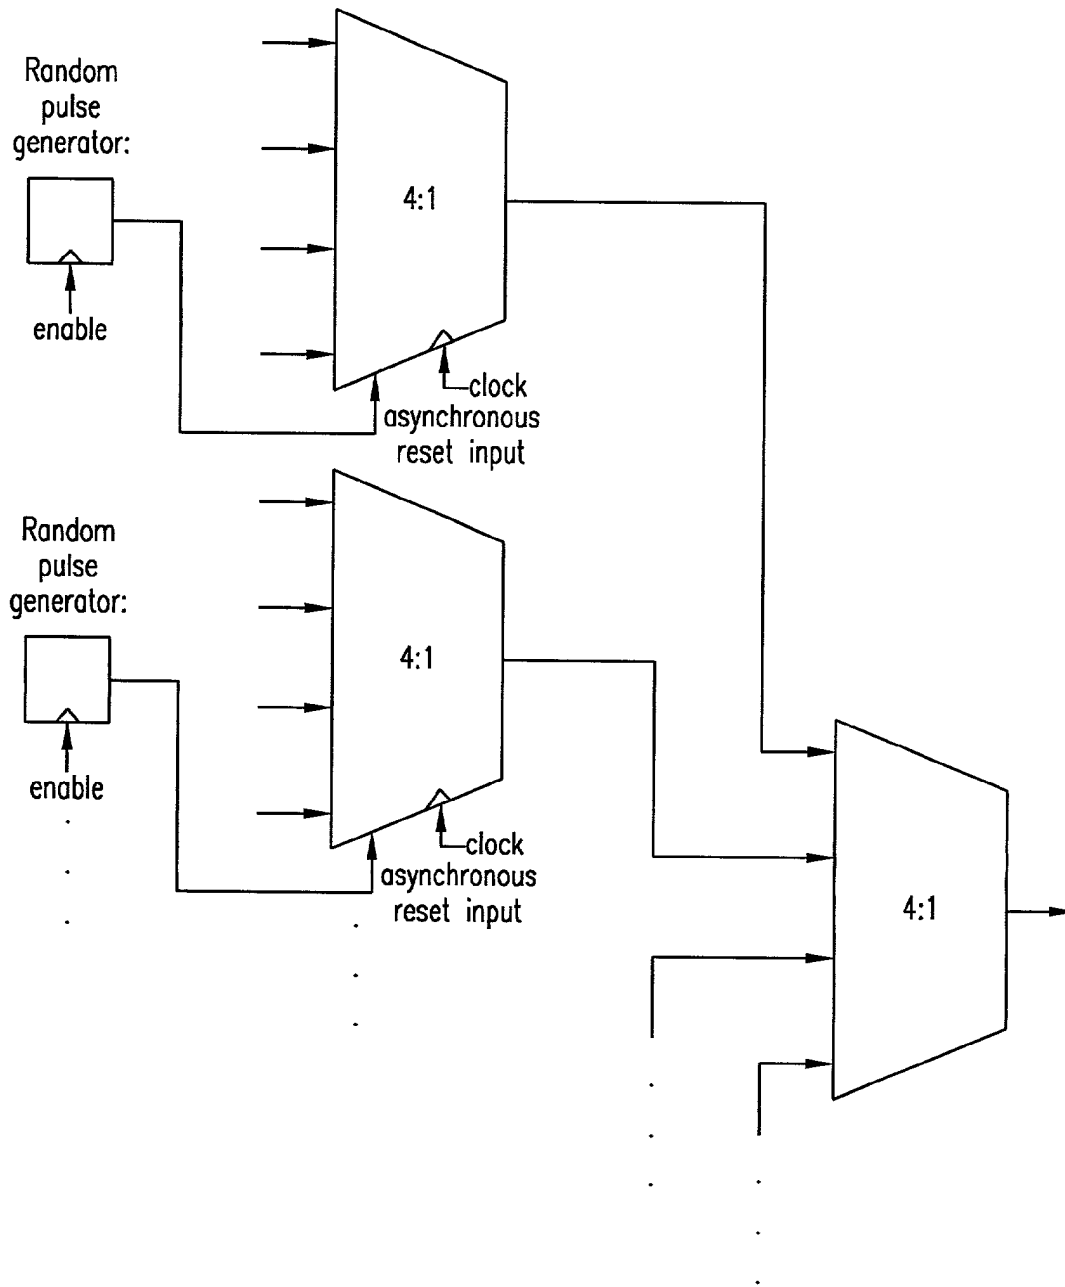 Random
pulse
generator:
4:1
enable
clock
asynchronous
reset input
Random
pulse
generator:
4:1
enable
clock
asynchronous
reset input
4:1